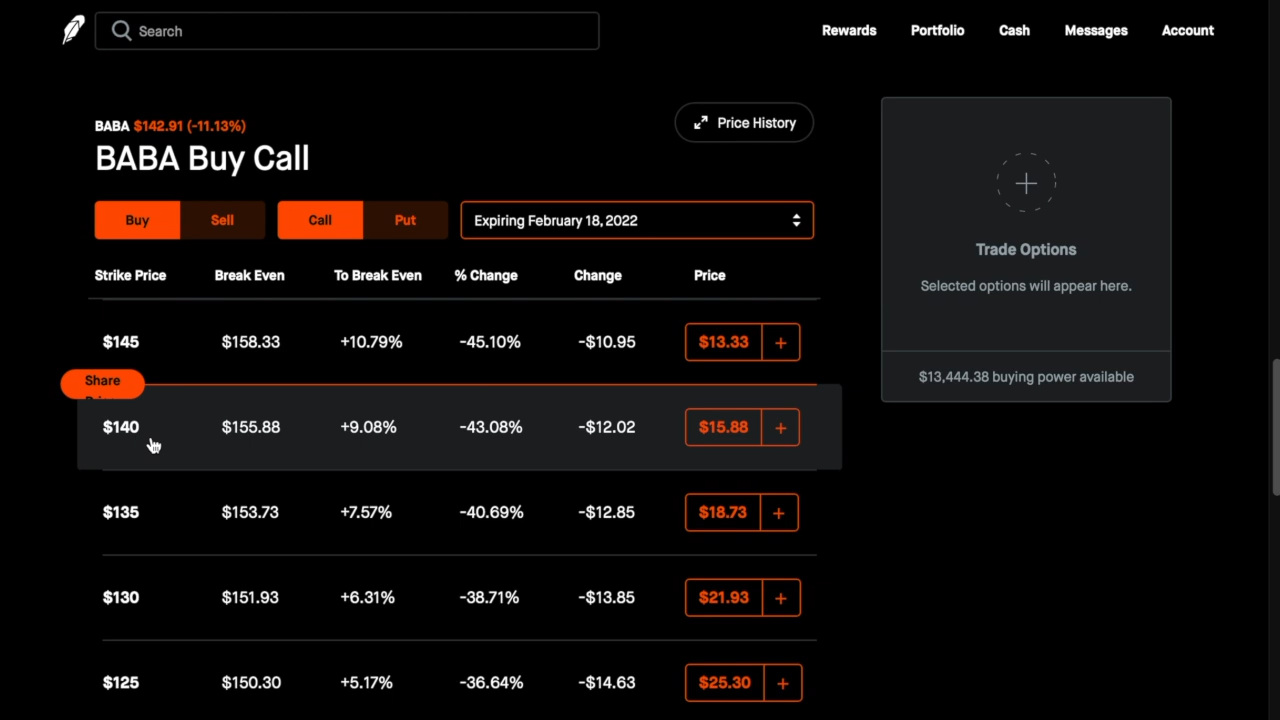 Search
Rewards Portfolio Cash Messages Account
BABA $142.91 (-11.13%)
BABA Buy Call
Price History
Buy Sell Call Put Expiring February 18, 2022
Strike Price Break Even To Break Even % Change Change Price
$145 $158.33 +10.79% -45.10% -$10.95 $13.33 +
Share
$140 $155.88 +9.08% -43.08% -$12.02 $15.88 +
$135 $153.73 +7.57% -40.69% -$12.85 $18.73 +
$130 $151.93 +6.31% -38.71% -$13.85 $21.93 +
$125 $150.30 +5.17% -36.64% -$14.63 $25.30 +
Trade Options
Selected options will appear here.
$13,444.38 buying power available